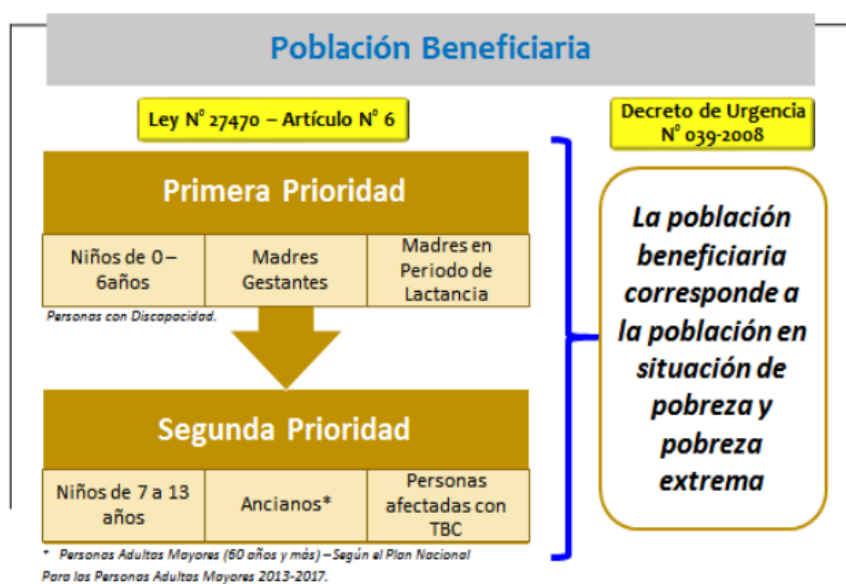 Población Beneficiaria
Ley N° 27470 – Artículo N° 6
Primera Prioridad
Niños de 0 –
6años
Madres
Gestantes
Madres en
Periodo de
Lactancia
Personas con Discapacidad.
Segunda Prioridad
Niños de 7 a 13
años
Ancianos*
Personas
afectadas con
TBC
* Personas Adultas Mayores (60 años y más) – Según el Plan Nacional
Para las Personas Adultas Mayores 2013-2017.
Decreto de Urgencia
N° 039-2008
La población
beneficiaria
corresponde a
la población en
situación de
pobreza y
pobreza
extrema